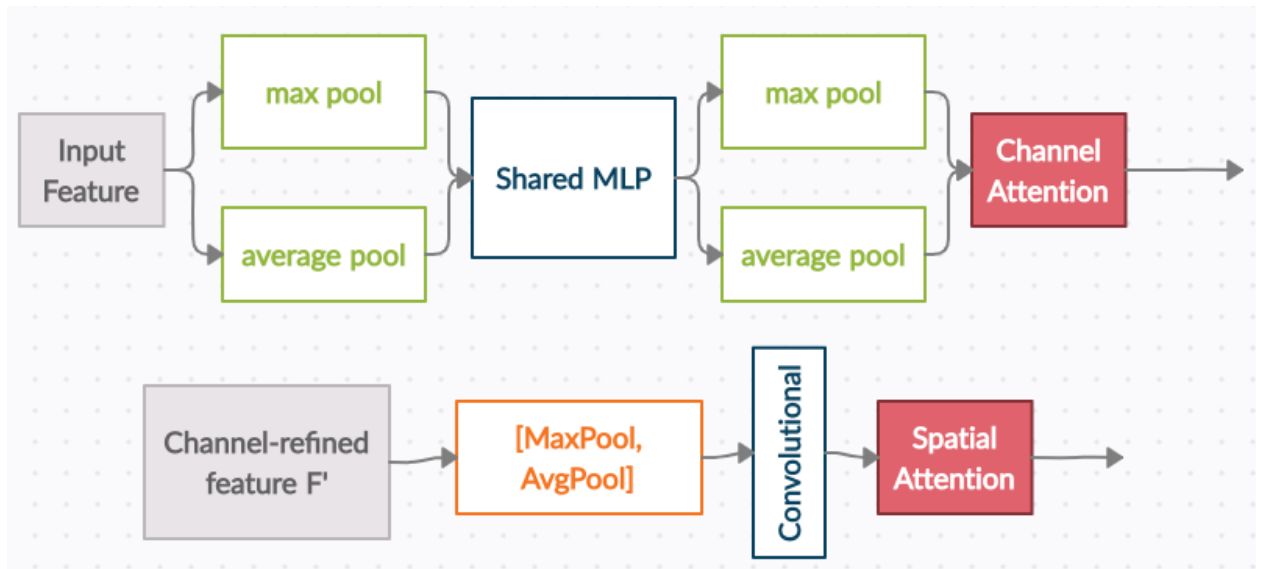 Input
Feature
max pool
average pool
Shared MLP
max pool
average pool
Channel
Attention
Channel-refined
feature F'
[MaxPool,
AvgPool]
Convolutional
Spatial
Attention